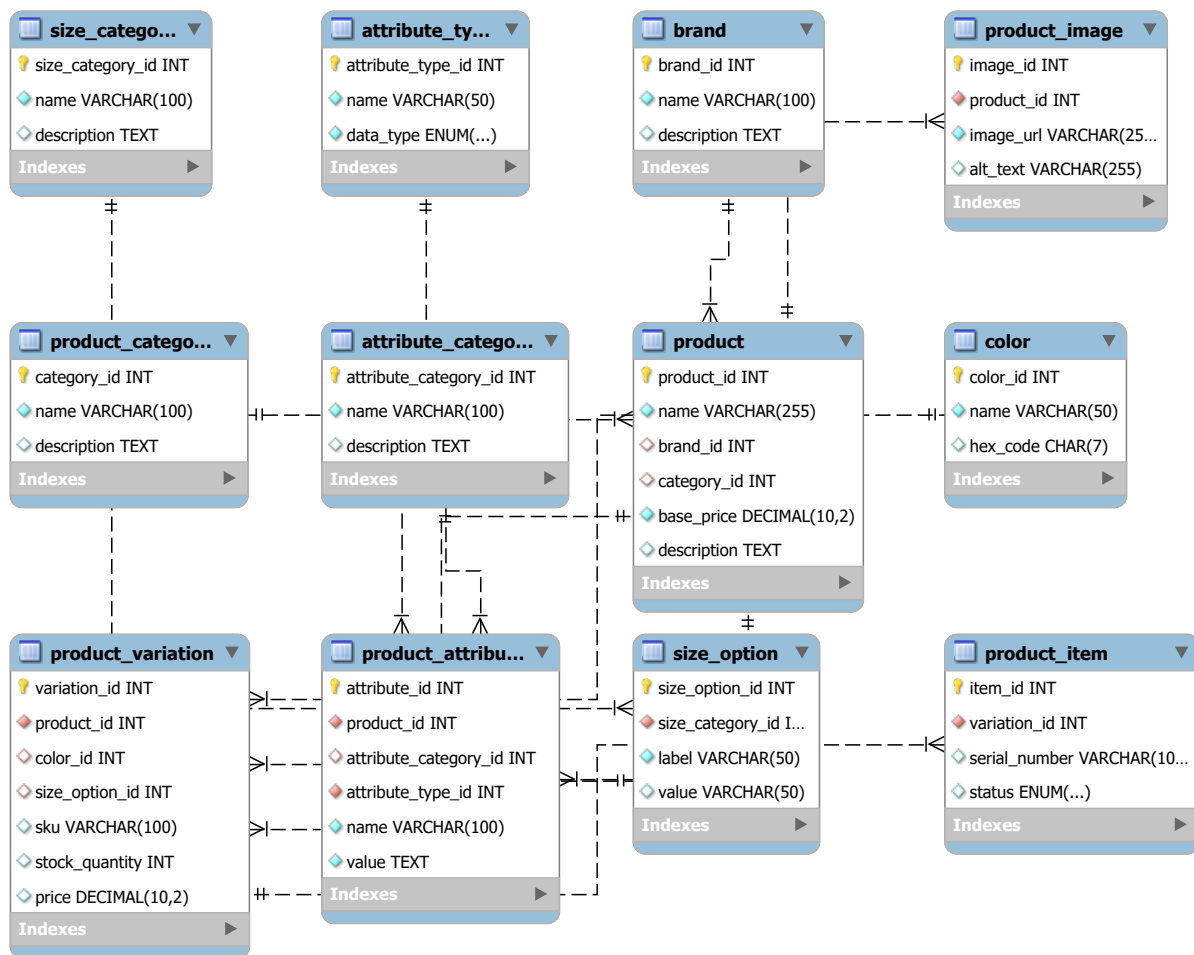 size_catego...
size_category_id INT
name VARCHAR(100)
description TEXT
Indexes
attribute_ty...
attribute_type_id INT
name VARCHAR(50)
data_type ENUM(...)
Indexes
brand
brand_id INT
name VARCHAR(100)
description TEXT
Indexes
product_image
image_id INT
product_id INT
image_url VARCHAR(25...
alt_text VARCHAR(255)
Indexes
product_catego...
category_id INT
name VARCHAR(100)
description TEXT
Indexes
attribute_catego...
attribute_category_id INT
name VARCHAR(100)
description TEXT
Indexes
product
product_id INT
name VARCHAR(255)
brand_id INT
category_id INT
base_price DECIMAL(10,2)
description TEXT
Indexes
color
color_id INT
name VARCHAR(50)
hex_code CHAR(7)
Indexes
product_variation
variation_id INT
product_id INT
color_id INT
size_option_id INT
sku VARCHAR(100)
stock_quantity INT
price DECIMAL(10,2)
Indexes
product_attribu...
attribute_id INT
product_id INT
attribute_category_id INT
attribute_type_id INT
name VARCHAR(100)
value TEXT
Indexes
size_option
size_option_id INT
size_category_id I...
label VARCHAR(50)
value VARCHAR(50)
Indexes
product_item
item_id INT
variation_id INT
serial_number VARCHAR(10...
status ENUM(...)
Indexes